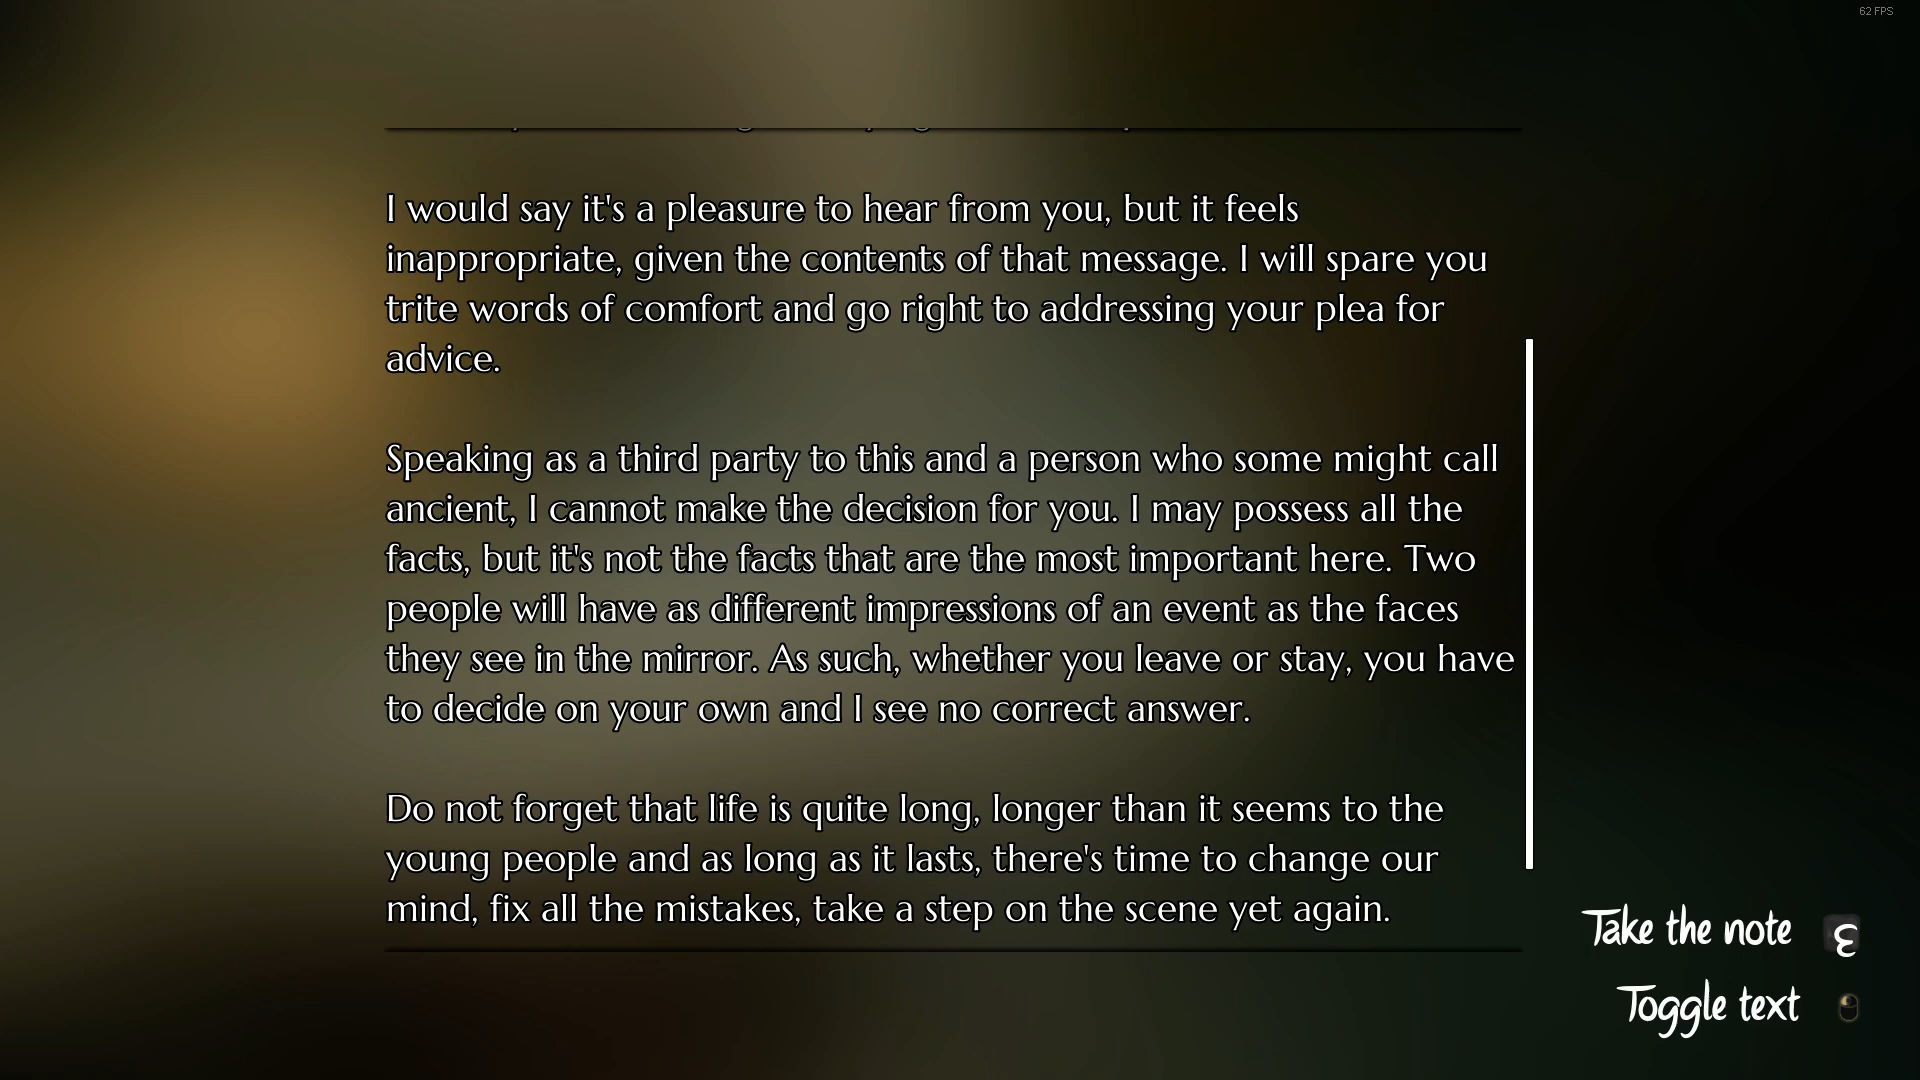 62 FPS
I would say it's a pleasure to hear from you, but it feels
inappropriate, given the contents of that message. I will spare you
trite words of comfort and go right to addressing your plea for
advice.
Speaking as a third party to this and a person who some might call
ancient, I cannot make the decision for you. I may possess all the
facts, but it's not the facts that are the most important here. Two
people will have as different impressions of an event as the faces
they see in the mirror. As such, whether you leave or stay, you have
to decide on your own and I see no correct answer.
Do not forget that life is quite long, longer than it seems to the
young people and as long as it lasts, there's time to change our
mind, fix all the mistakes, take a step on the scene yet again.
Take the note E
Toggle text